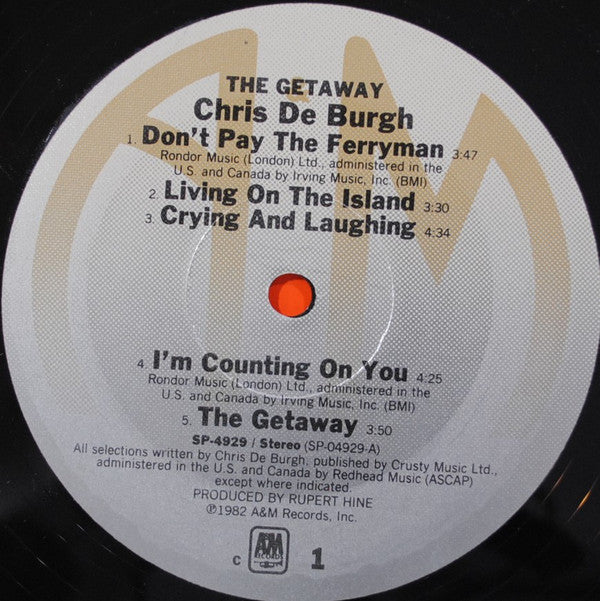 THE GETAWAY
Chris De Burgh
1. Don't Pay The Ferryman 3:47
Rondor Music (London) Ltd., administered in the
U.S. and Canada by Irving Music, Inc. (BMI)
2. Living On The Island 3:30
3. Crying And Laughing 4:34
4. I'm Counting On You 4:25
Rondor Music (London) Ltd., administered in the
U.S. and Canada by Irving Music, Inc. (BMI)
5. The Getaway 3:50
SP-4929 / Stereo (SP-04929-A)
All selections written by Chris De Burgh, published by Crusty Music Ltd.,
administered in the U.S. and Canada by Redhead Music (ASCAP)
except where indicated.
PRODUCED BY RUPERT HINE
℗1982 A&M Records, Inc.
C A&M RECORDS 1